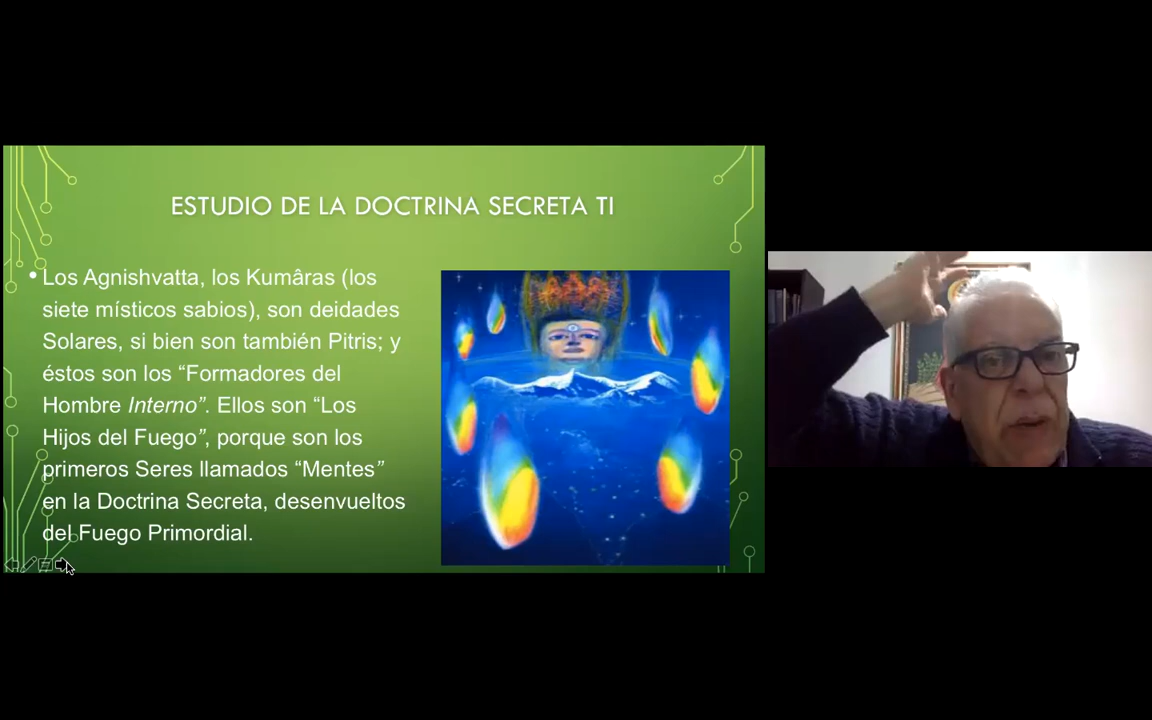 ESTUDIO DE LA DOCTRINA SECRETA TI
• Los Agnishvatta, los Kumâras (los
siete místicos sabios), son deidades
Solares, si bien son también Pitris; y
éstos son los “Formadores del
Hombre Interno”. Ellos son “Los
Hijos del Fuego”, porque son los
primeros Seres llamados “Mentes”
en la Doctrina Secreta, desenvueltos
del Fuego Primordial.